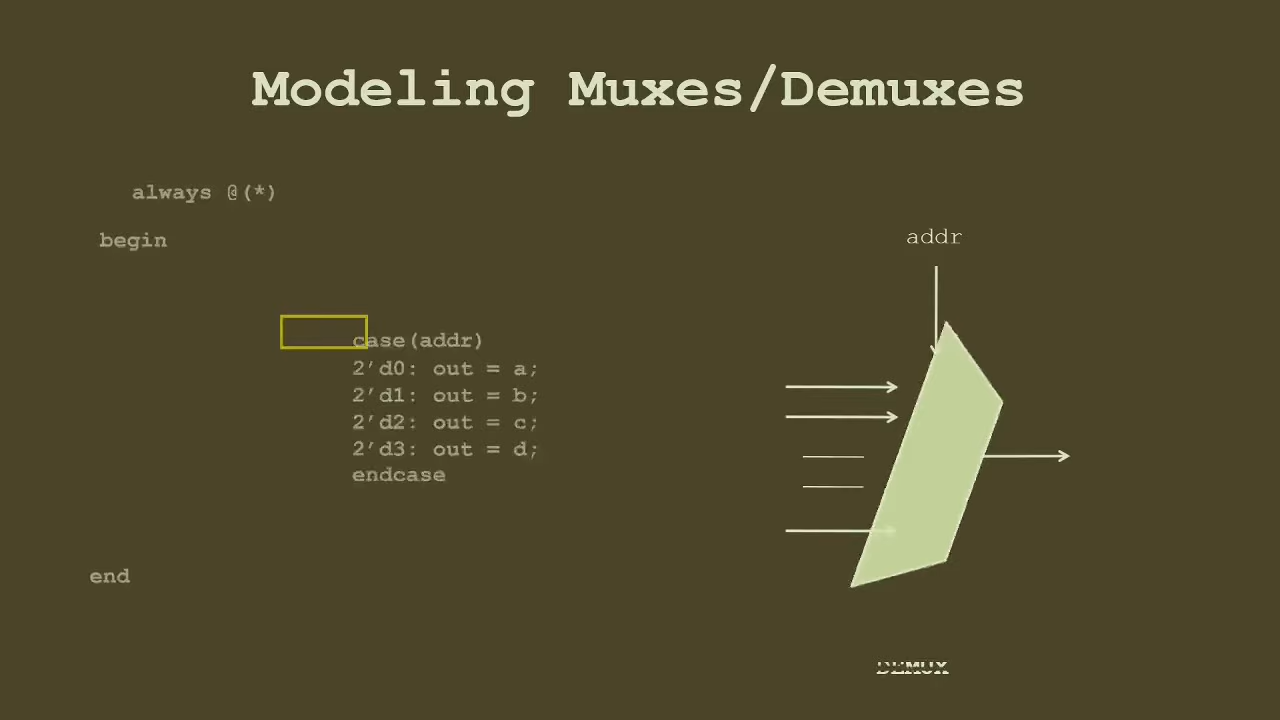 Modeling Muxes/Demuxes
always @(*)
begin
case(addr)
2'd0: out = a;
2'd1: out = b;
2'd2: out = c;
2'd3: out = d;
endcase
end
addr
DEMUX